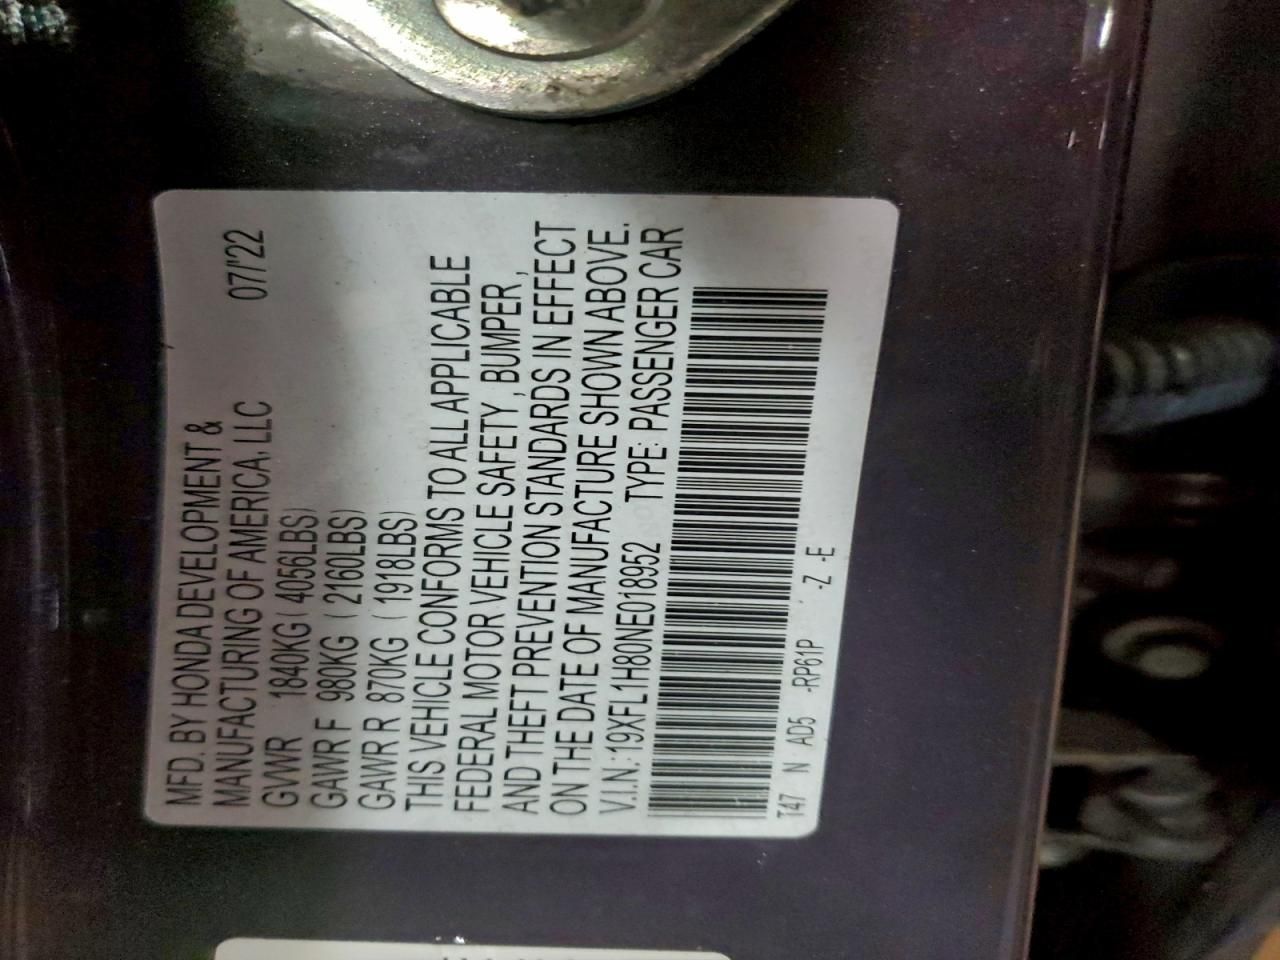 MFD. BY HONDA DEVELOPMENT &
MANUFACTURING OF AMERICA, LLC 07/'22
GVWR 1840KG ( 4056LBS)
GAWR F 980KG ( 2160LBS)
GAWR R 870KG ( 1918LBS)
THIS VEHICLE CONFORMS TO ALL APPLICABLE
FEDERAL MOTOR VEHICLE SAFETY, BUMPER,
AND THEFT PREVENTION STANDARDS IN EFFECT
ON THE DATE OF MANUFACTURE SHOWN ABOVE.
V.I.N.: 19XFL1H80NE018952 TYPE: PASSENGER CAR
T47 N AD5 -RP61P -Z -E